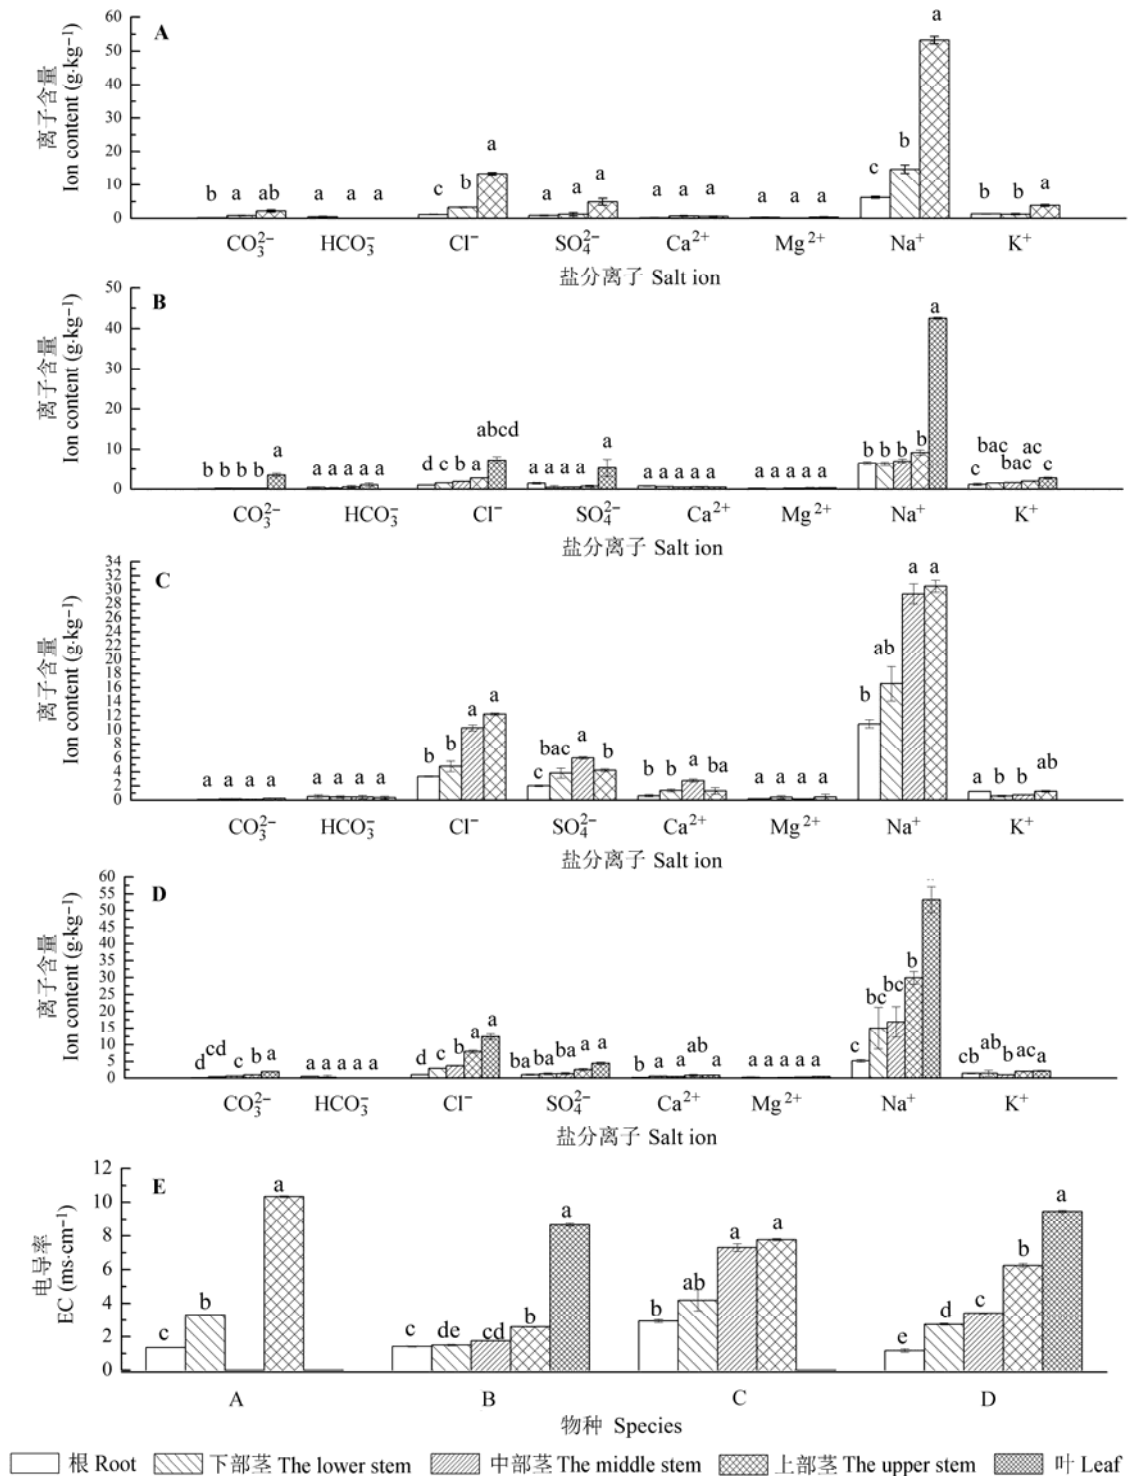 A
离子含量
Ion content (g·kg⁻¹)
60
50
40
30
20
10
0
b a ab a a a c b a a a a a a a a a a c b a b b a
CO₃²⁻ HCO₃⁻ Cl⁻ SO₄²⁻ Ca²⁺ Mg²⁺ Na⁺ K⁺
盐分离子 Salt ion
B
离子含量
Ion content (g·kg⁻¹)
50
40
30
20
10
0
b b b b a a a a a a d c b a abcd a a a a a a a a a a a a a a a b b b b a c bac bac ac c
CO₃²⁻ HCO₃⁻ Cl⁻ SO₄²⁻ Ca²⁺ Mg²⁺ Na⁺ K⁺
盐分离子 Salt ion
C
离子含量
Ion content (g·kg⁻¹)
34
32
30
28
26
24
22
20
18
16
14
12
10
8
6
4
2
0
a a a a a a a a b b a a c bac a b b b a ba a a a a b ab a a a b b ab
CO₃²⁻ HCO₃⁻ Cl⁻ SO₄²⁻ Ca²⁺ Mg²⁺ Na⁺ K⁺
盐分离子 Salt ion
D
离子含量
Ion content (g·kg⁻¹)
60
55
50
45
40
35
30
25
20
15
10
5
0
d cd c b a a a a a a d c b a a ba ba ba a a b a a ab a a a a a a c bc bc b cb ab b ac a
CO₃²⁻ HCO₃⁻ Cl⁻ SO₄²⁻ Ca²⁺ Mg²⁺ Na⁺ K⁺
盐分离子 Salt ion
E
电导率
EC (ms·cm⁻¹)
12
10
8
6
4
2
0
c b a c de cd b a b ab a a e d c b a
A B C D
物种 Species
根 Root 下部茎 The lower stem 中部茎 The middle stem 上部茎 The upper stem 叶 Leaf